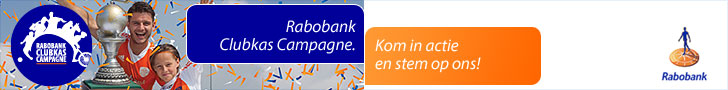 RABOBANK
CLUBKAS
CAMPAGNE
Rabobank
Clubkas Campagne.
Kom in actie
en stem op ons!
Rabobank